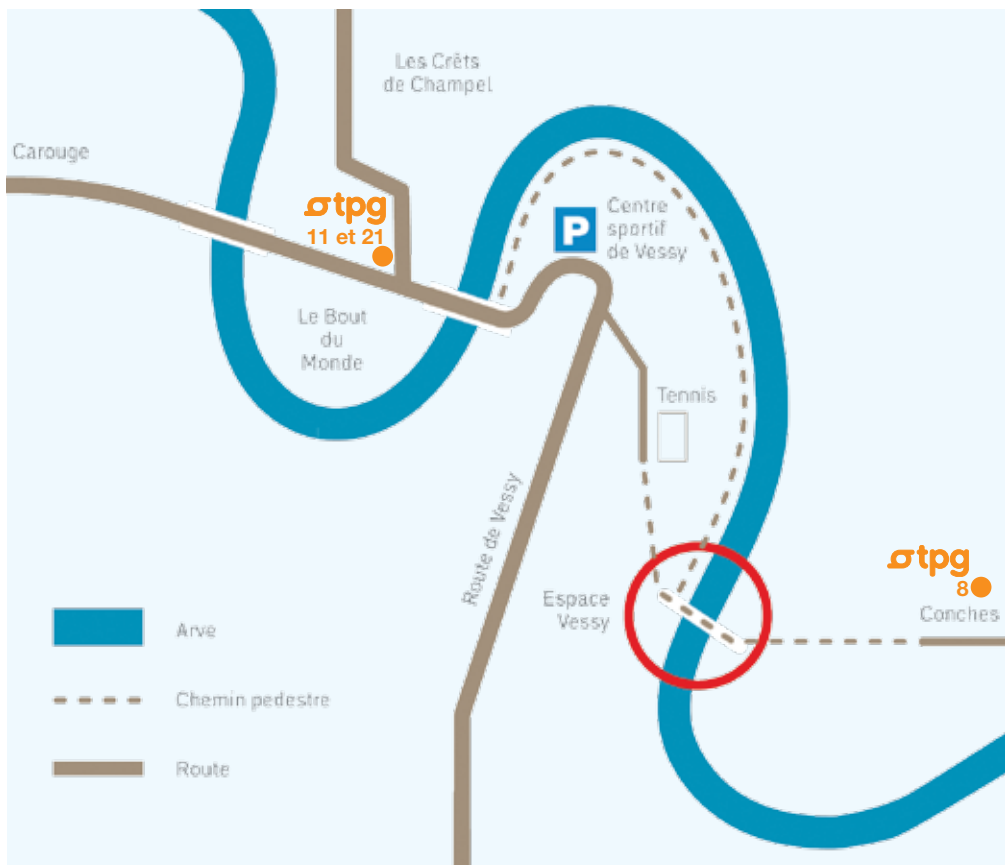 Les Crêts
de Champel
Carouge
tpg
11 et 21
P
Centre
sportif
de Vessy
Le Bout
du
Monde
Tennis
Route de Vessy
tpg
8
Espace
Vessy
Conches
Arve
Chemin pedestre
Route